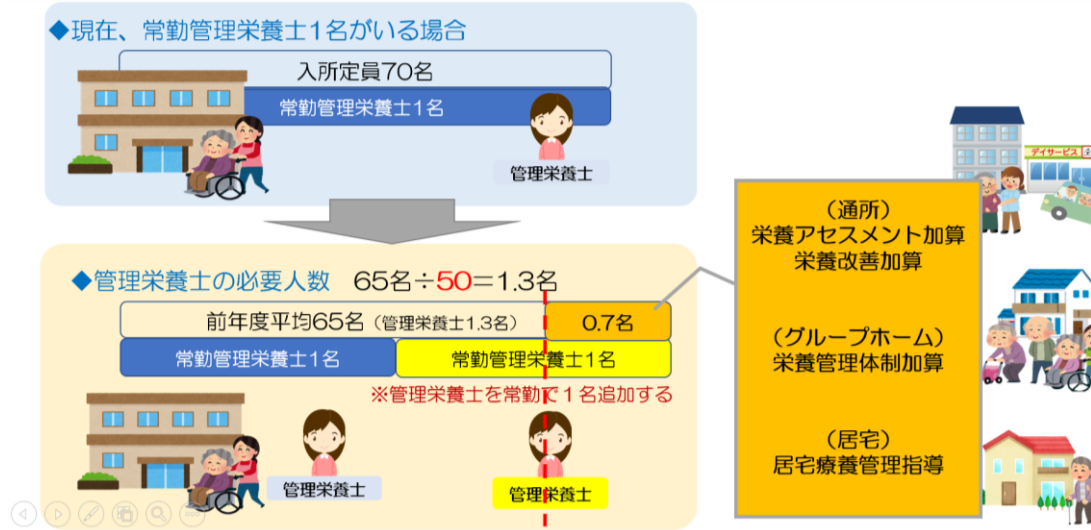 ◆現在、常勤管理栄養士1名がいる場合
入所定員70名
常勤管理栄養士1名
管理栄養士
◆管理栄養士の必要人数　65名÷50＝1.3名
前年度平均65名（管理栄養士1.3名）
0.7名
常勤管理栄養士1名
常勤管理栄養士1名
※管理栄養士を常勤で１名追加する
管理栄養士
管理栄養士
（通所）
栄養アセスメント加算
栄養改善加算
（グループホーム）
栄養管理体制加算
（居宅）
居宅療養管理指導
デイサービス